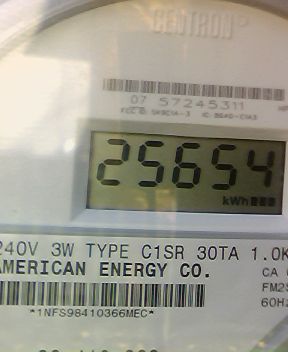 CENTRON
07 57245311
25654
kWh
240V 3W TYPE C1SR 30TA 1.0K
AMERICAN ENERGY CO.
CA
FM2S
60Hz
*1NFS98410366MEC*